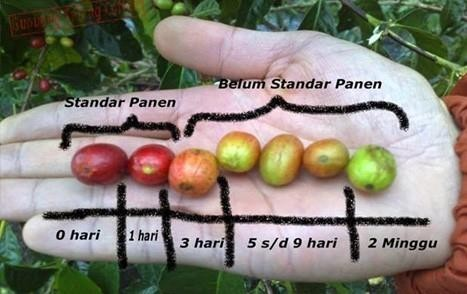 Belum Standar Panen
Standar Panen
0 hari
1 hari
3 hari
5 s/d 9 hari
2 Minggu